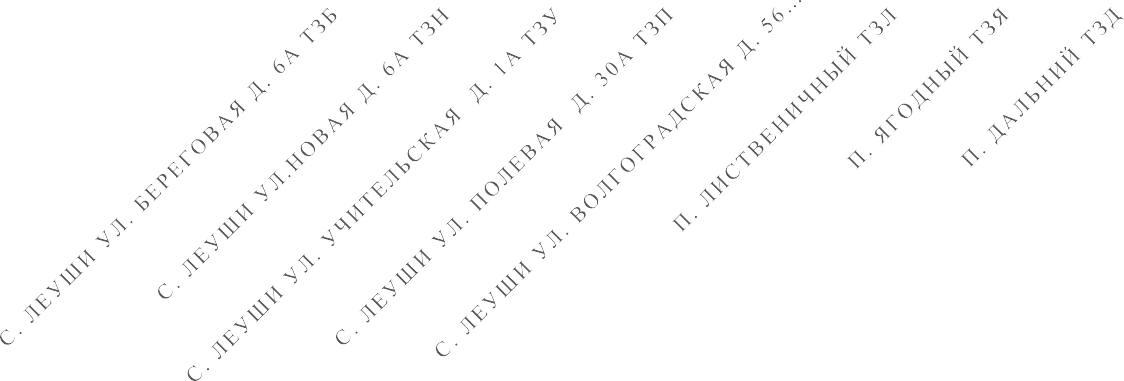 С. ЛЕУШИ УЛ. БЕРЕГОВАЯ Д. 6А ТЗБ
С. ЛЕУШИ УЛ.НОВАЯ Д. 6А ТЗН
С. ЛЕУШИ УЛ. УЧИТЕЛЬСКАЯ Д. 1А ТЗУ
С. ЛЕУШИ УЛ. ПОЛЕВАЯ Д. 30А ТЗП
С. ЛЕУШИ УЛ. ВОЛГОГРАДСКАЯ Д. 56…
П. ЛИСТВЕНИЧНЫЙ ТЗЛ
П. ЯГОДНЫЙ ТЗЯ
П. ДАЛЬНИЙ ТЗД